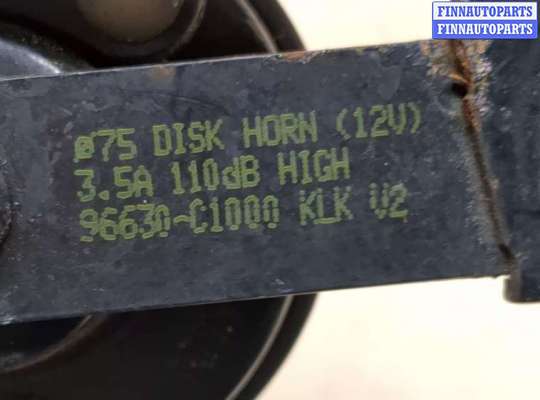 FINNAUTOPARTS
FINNAUTOPARTS
ø75 DISK HORN (12V)
3.5A 110dB HIGH
96630-C1000 KLK V2